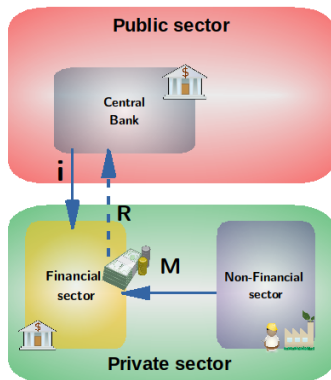 Public sector
Central
Bank
$
i
R
M
Financial
sector
Non-Financial
sector
$
Private sector